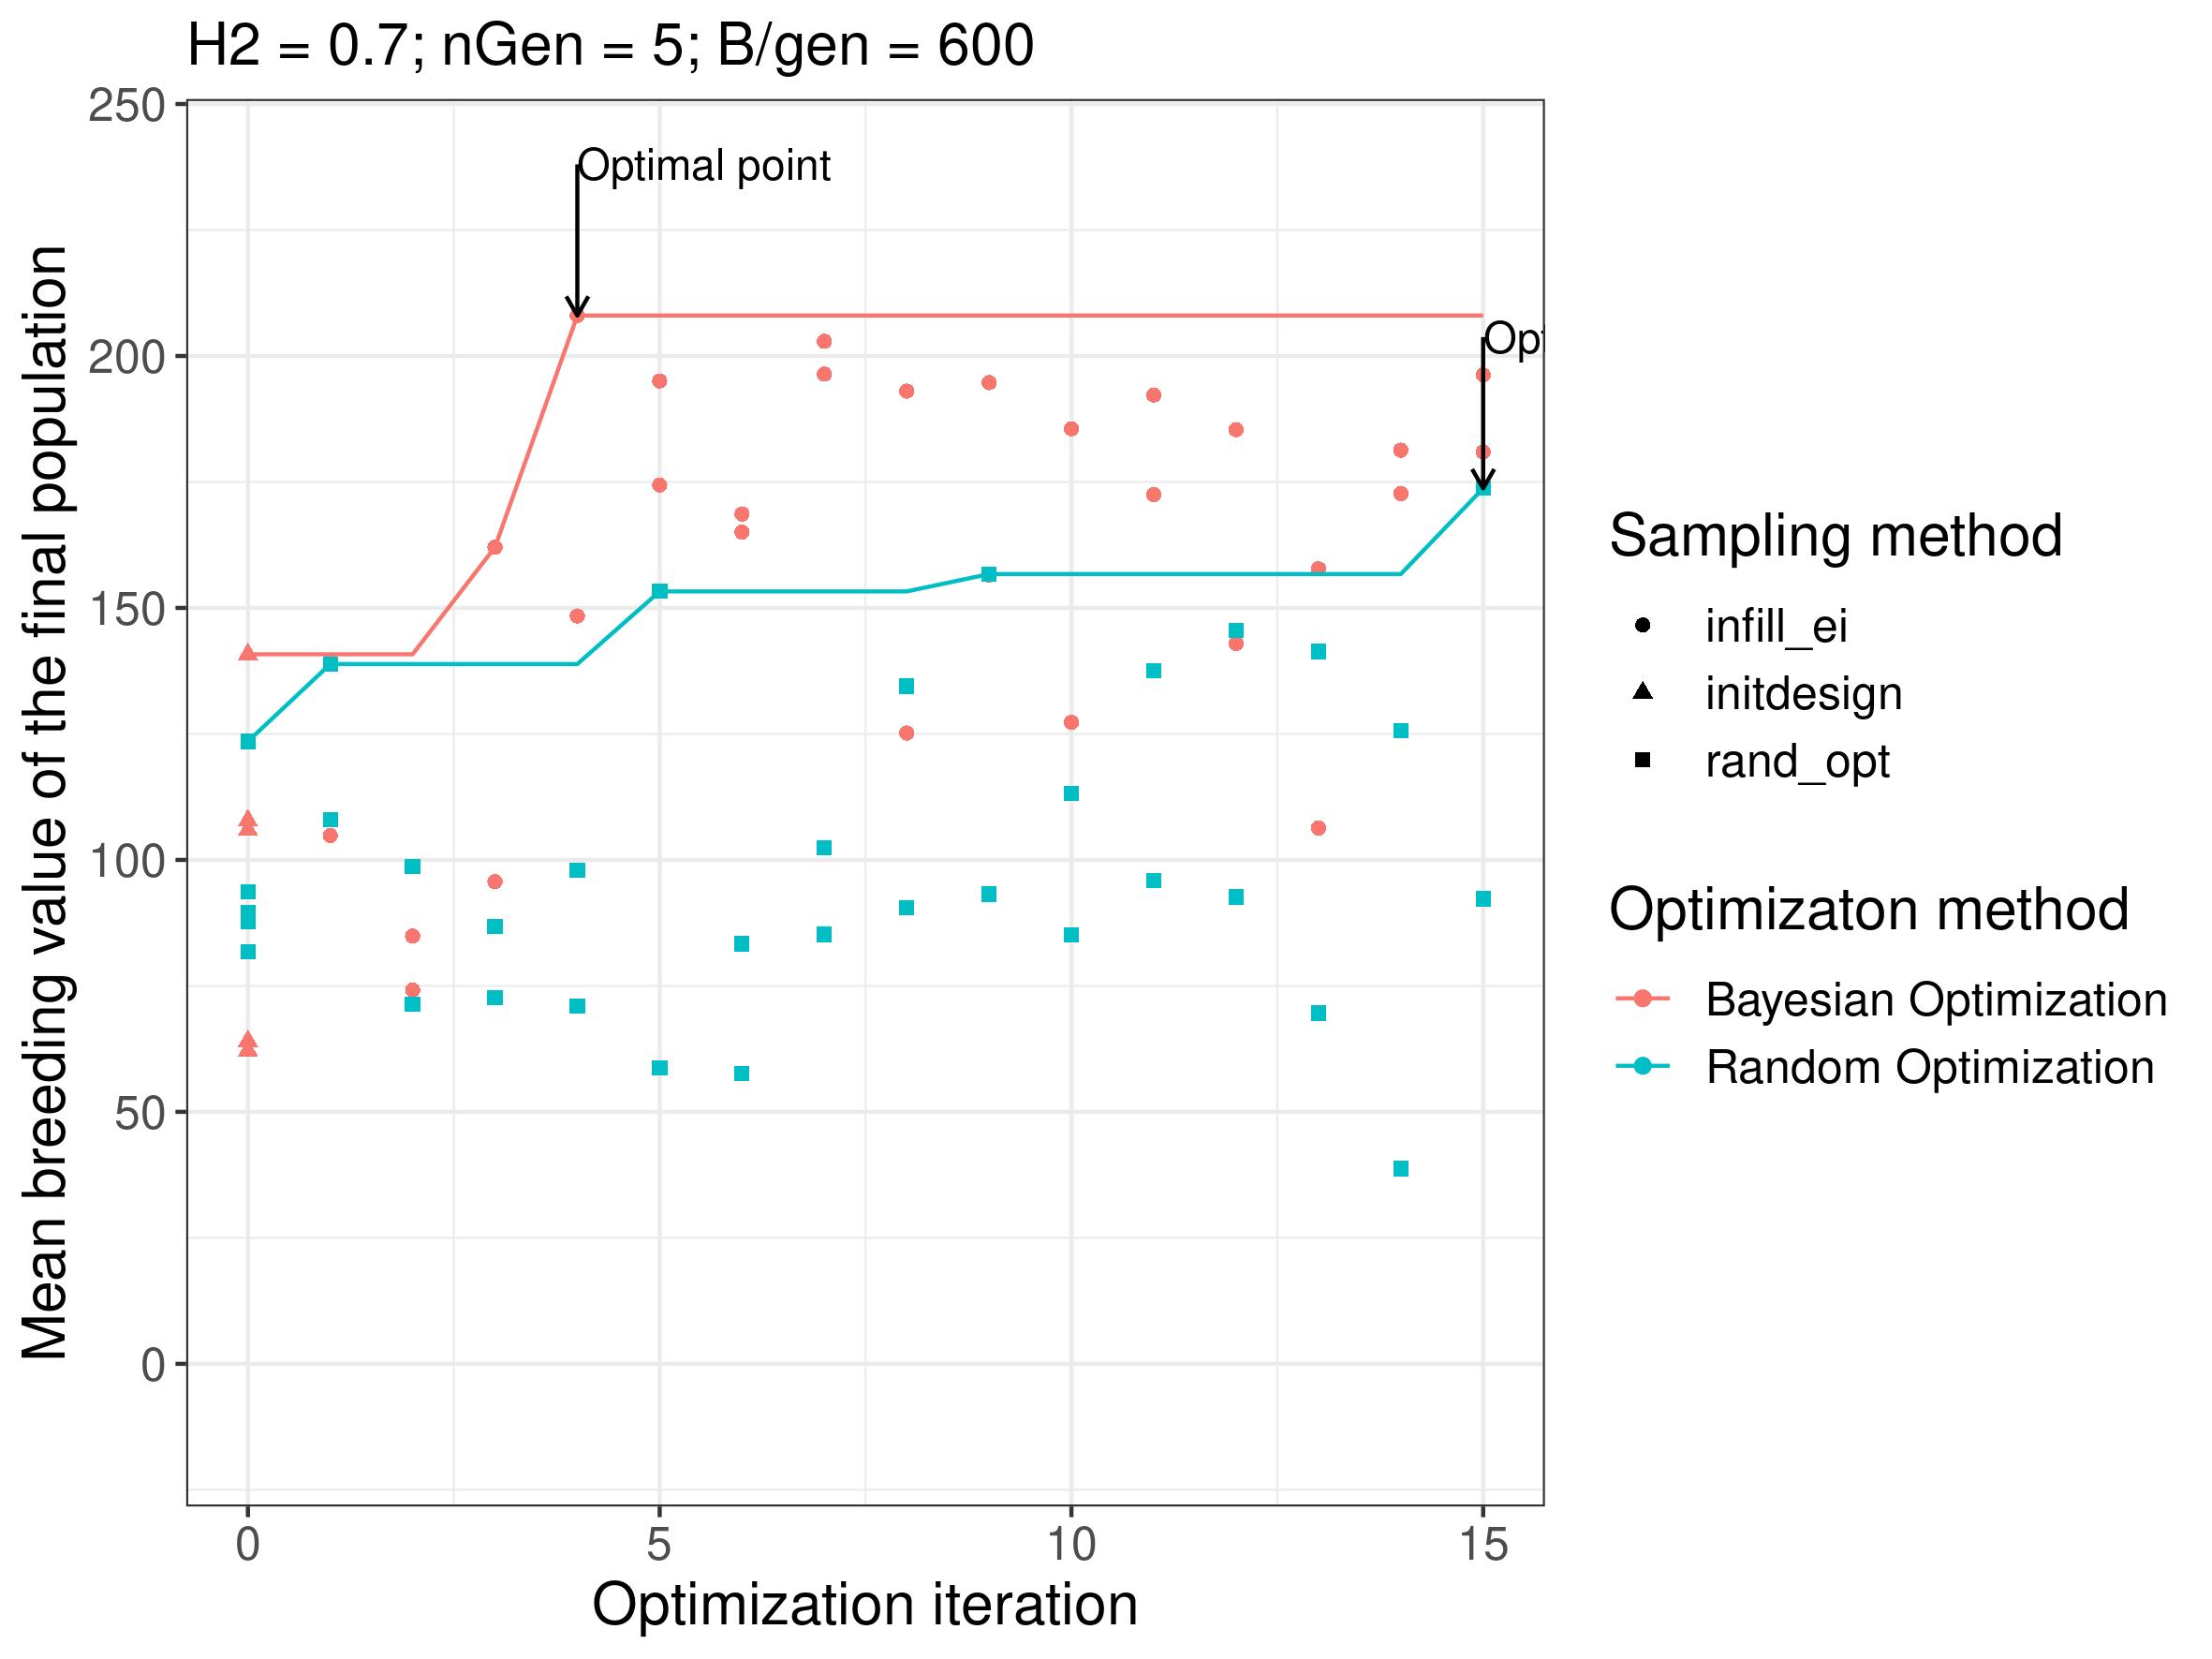 H2 = 0.7; nGen = 5; B/gen = 600
Mean breeding value of the final population
250
200
150
100
50
0
Optimal point
Opt
0 5 10 15
Optimization iteration
Sampling method
infill_ei
initdesign
rand_opt
Optimizaton method
Bayesian Optimization
Random Optimization